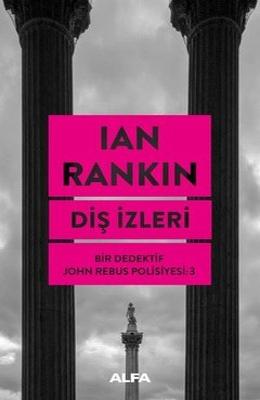 IAN
RANKIN
DİŞ İZLERİ
BİR DEDEKTİF
JOHN REBUS POLİSİYESİ-3
ALFA